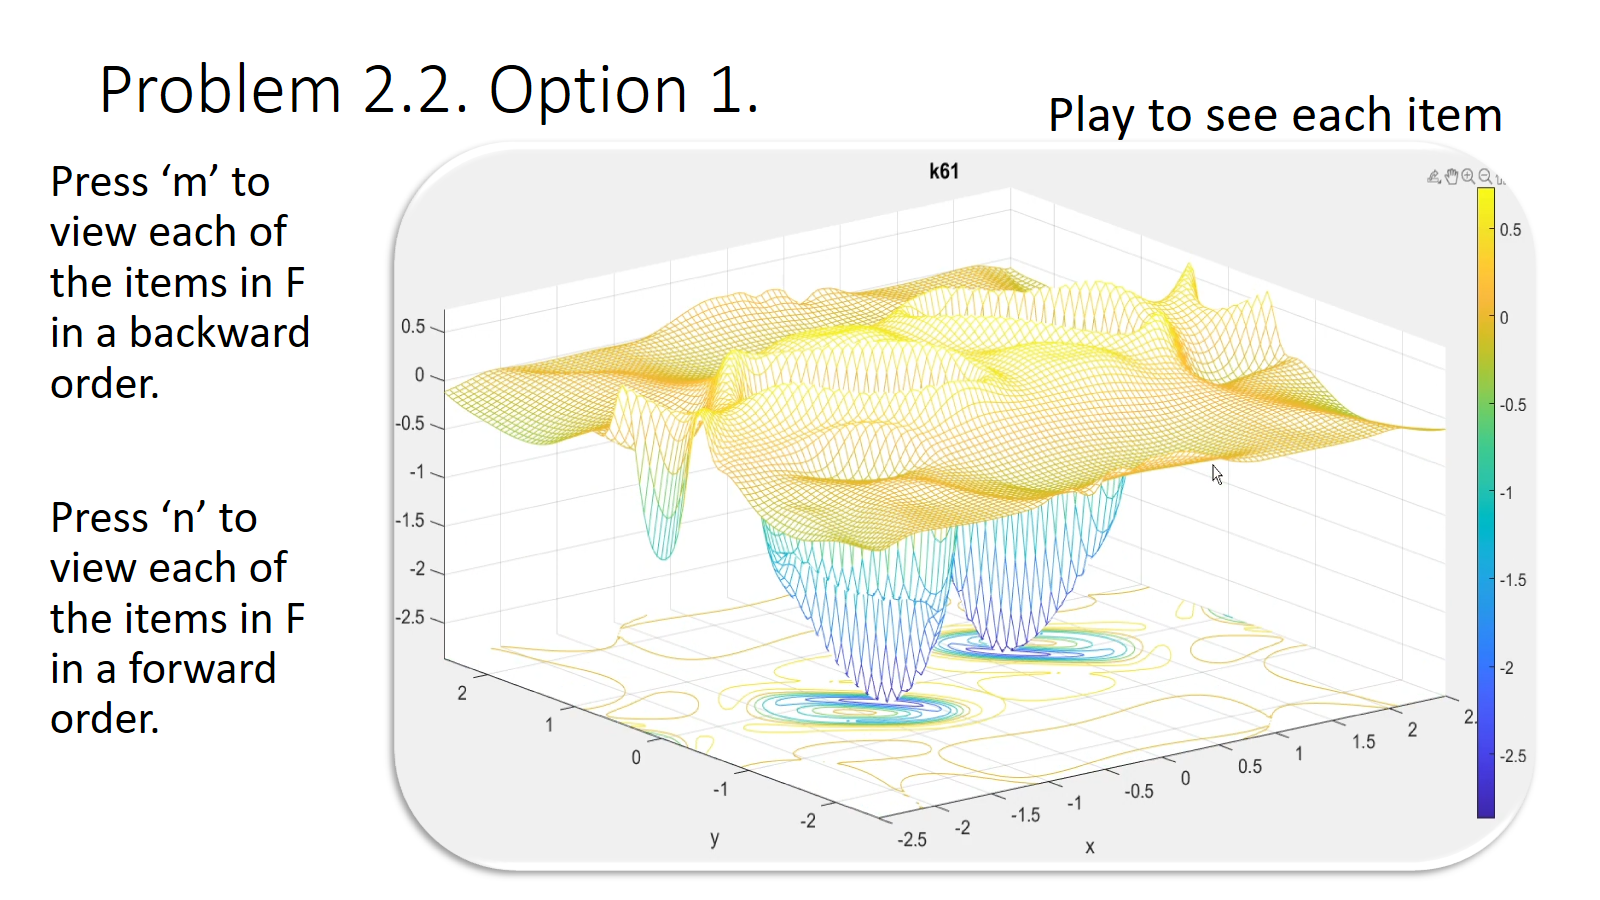 Problem 2.2. Option 1.
Play to see each item
Press ‘m’ to
view each of
the items in F
in a backward
order.
Press ‘n’ to
view each of
the items in F
in a forward
order.
k61
0.5
0
-0.5
-1
-1.5
-2
-2.5
2
1
0
-1
-2
y
-2.5
-2
-1.5
-1
-0.5
0
0.5
1
1.5
2
2.
x
0.5
0
-0.5
-1
-1.5
-2
-2.5